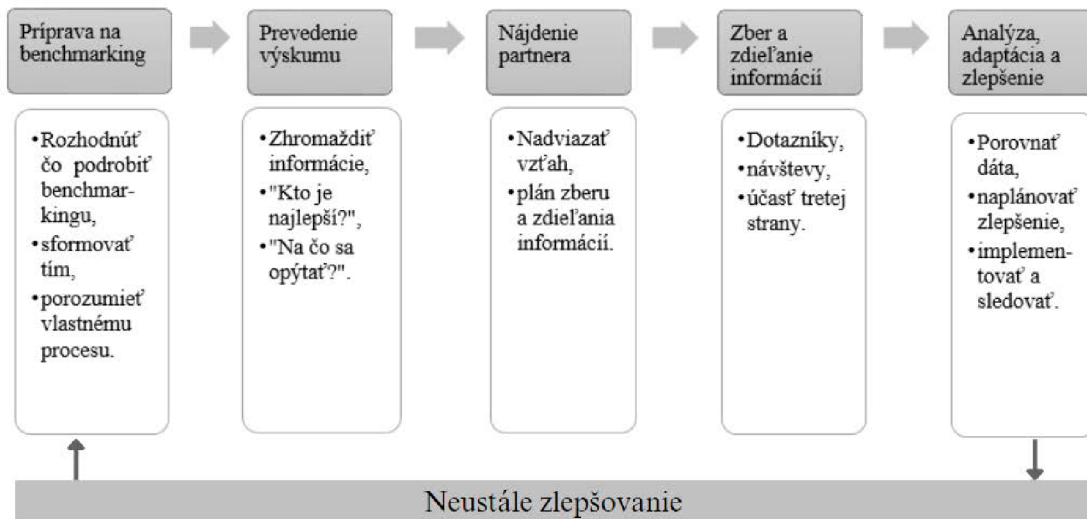 Príprava na
benchmarking
Prevedenie
výskumu
Nájdenie
partnera
Zber a
zdieľanie
informácií
Analýza,
adaptácia a
zlepšenie
•Rozhodnúť
čo podrobiť
benchmar-
kingu,
•sformovať
tím,
•porozumieť
vlastnému
procesu.
•Zhromaždiť
informácie,
•"Kto je
najlepší?",
•"Na čo sa
opýtať?".
•Nadviazať
vzťah,
•plán zberu
a zdieľania
informácií.
•Dotazníky,
•návštevy,
•účasť tretej
strany.
•Porovnať
dáta,
•naplánovať
zlepšenie,
•implemen-
tovať a
sledovať.
Neustále zlepšovanie